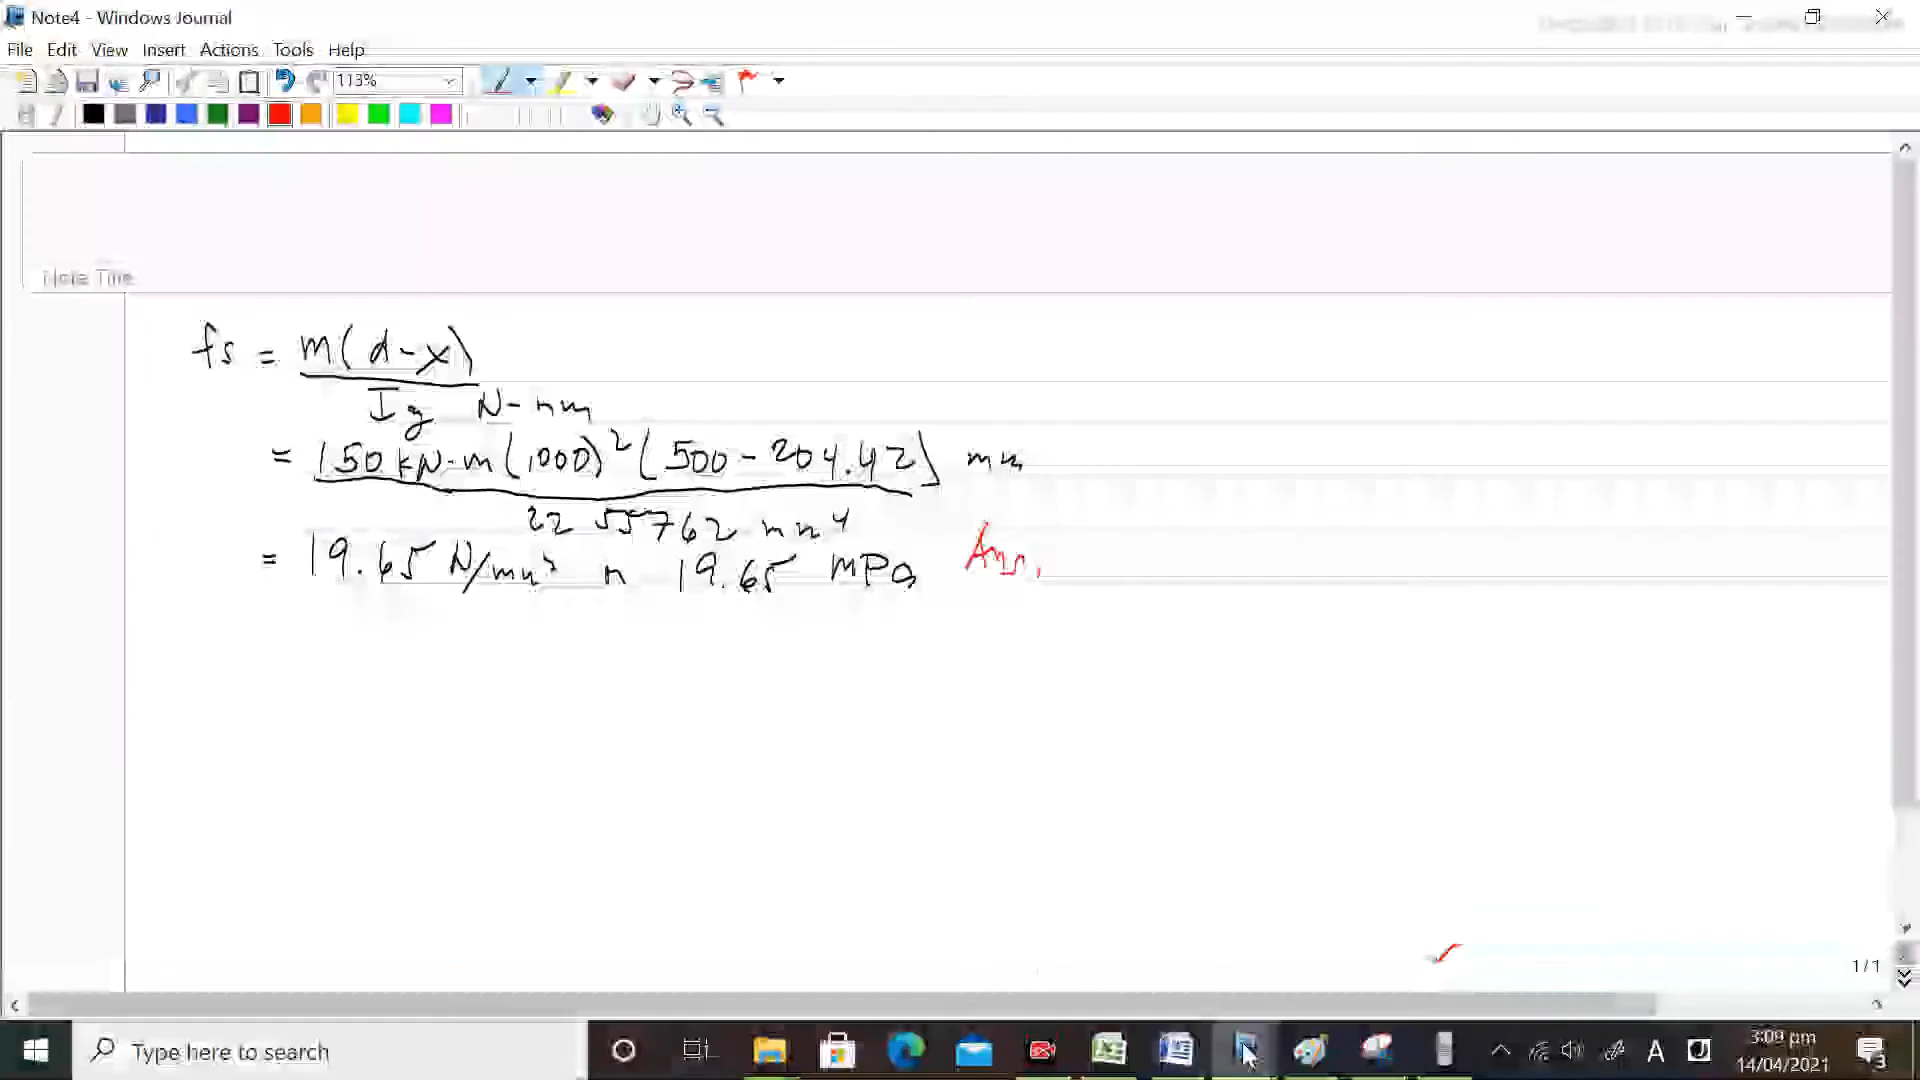 Note4 - Windows Journal
File Edit View Insert Actions Tools Help
113%
Note Title
fs = m(d-x)
Ig N-mm
= 150 kN-m(1000)² (500-204.42) mm
2255762 mm⁴
= 19.65 N/mm² 19.65 MPa Ans.
1/1
Type here to search
A
3:09 pm
14/04/2021
3